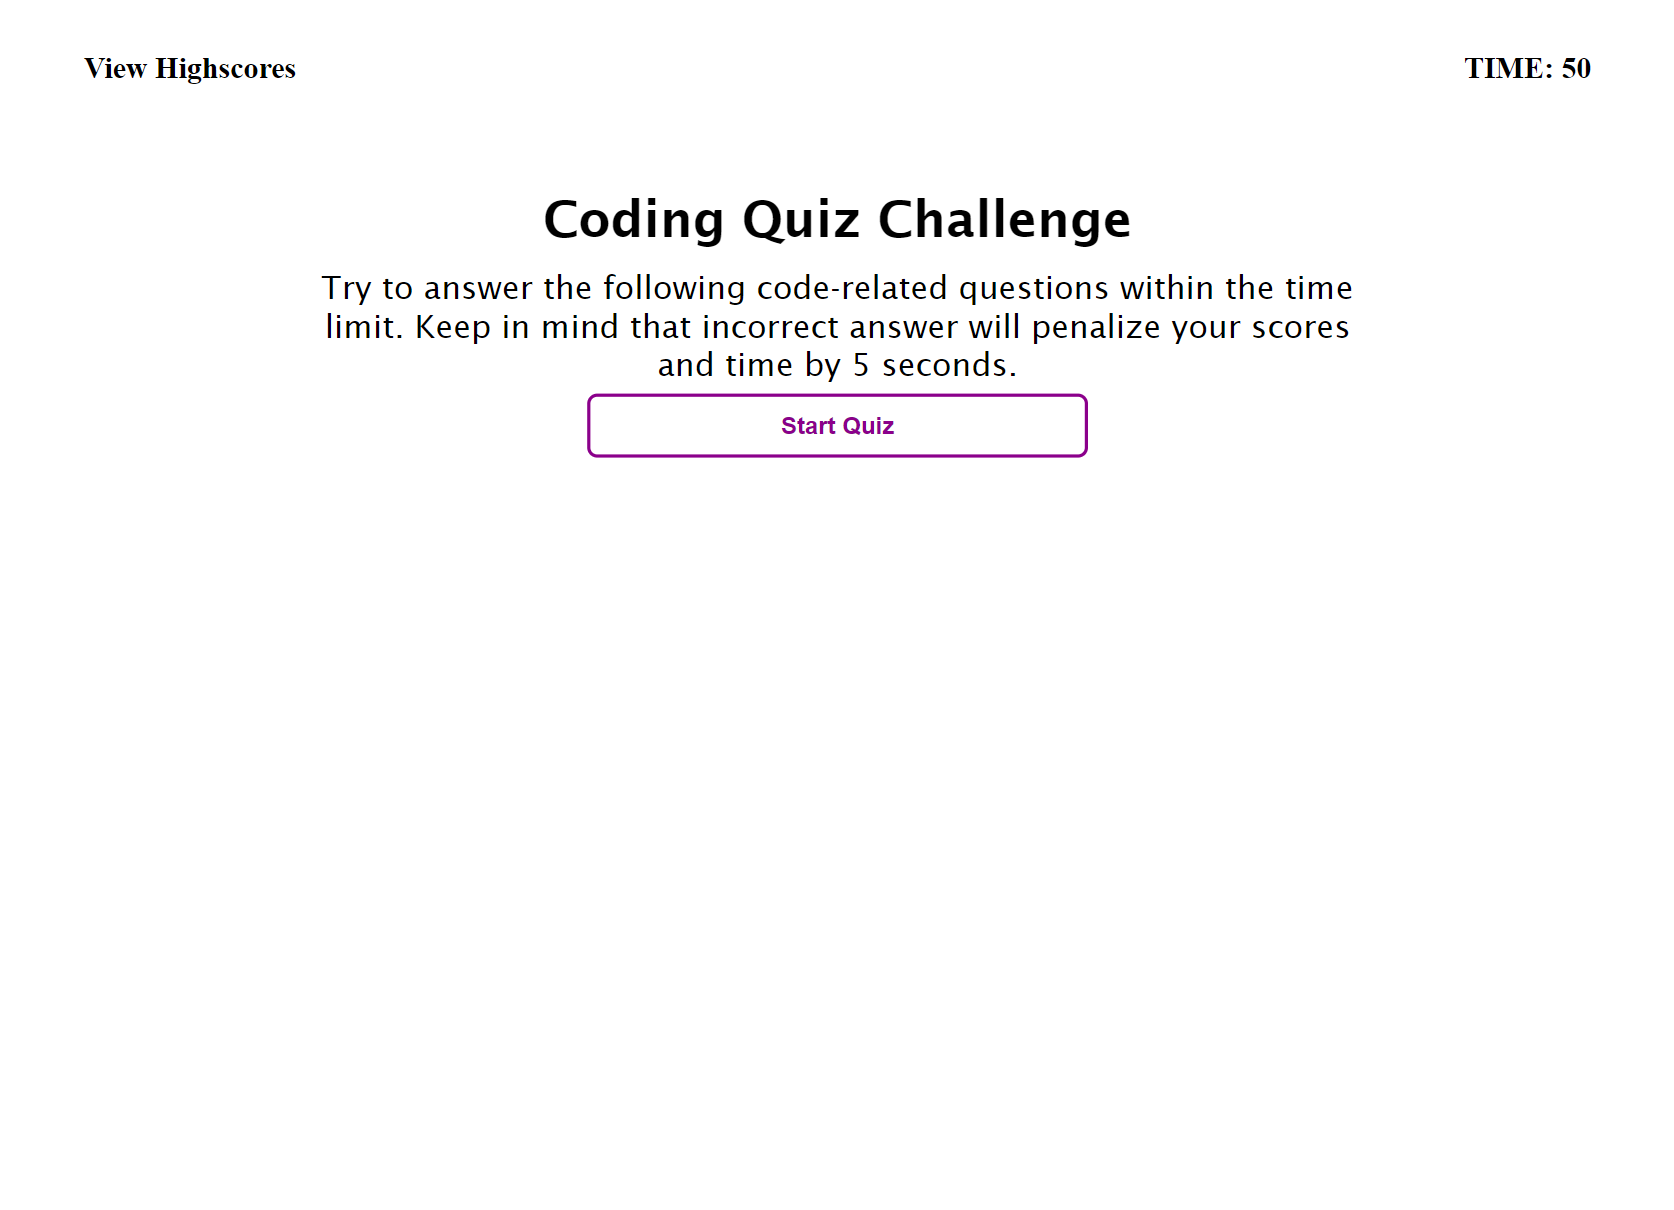 View Highscores
TIME: 50
Coding Quiz Challenge
Try to answer the following code-related questions within the time
limit. Keep in mind that incorrect answer will penalize your scores
and time by 5 seconds.
Start Quiz